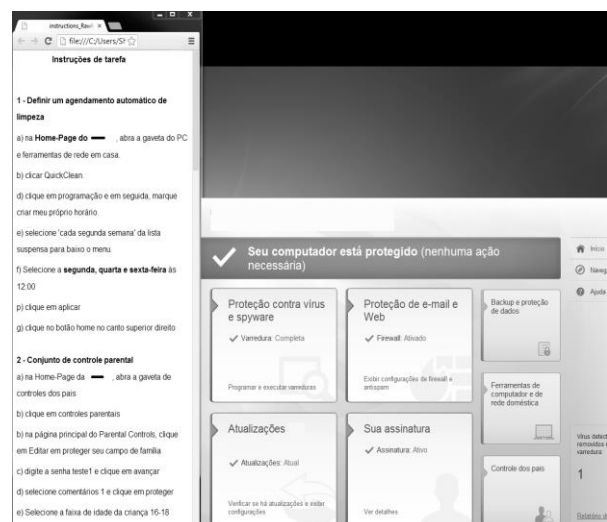 instructions_Raw
file:///C:/Users/S
Instruções de tarefa
1 - Definir um agendamento automático de
limpeza
a) na Home-Page do , abra a gaveta do PC
e ferramentas de rede em casa.
b) clicar QuickClean.
d) clique em programação e em seguida, marque
criar meu próprio horário.
e) selecione 'cada segunda semana' da lista
suspensa para baixo o menu
f) Selecione a segunda, quarta e sexta-feira às
12:00
p) clique em aplicar
g) clique no botão home no canto superior direito
2 - Conjunto de controle parental
a) na Home-Page da , abra a gaveta de
controles dos pais
b) clique em controles parentais
b) na página principal do Parental Controls, clique
em Editar em proteger seu campo de família
c) digite a senha teste1 e clique em avançar
d) selecione comentários 1 e clique em proteger
e) Selecione a faixa de idade da criança 16-18
Seu computador está protegido (nenhuma ação
necessária)
Proteção contra vírus
e spyware
Varredura: Completa
Programar e executar varreduras
Proteção de e-mail e
Web
Firewall: Ativado
Exibir configurações de firewall e
antispam
Backup e proteção
de dados
Ferramentas de
computador e de
rede doméstica
Atualizações
Atualizações: Atual
Verificar se há atualizações e exibir
configurações
Sua assinatura
Assinatura: Ativo
Ver detalhes
Controle dos pais
Início
Naveg
Ajuda
Vírus detect
removidos
varredura:
1
Relatório d